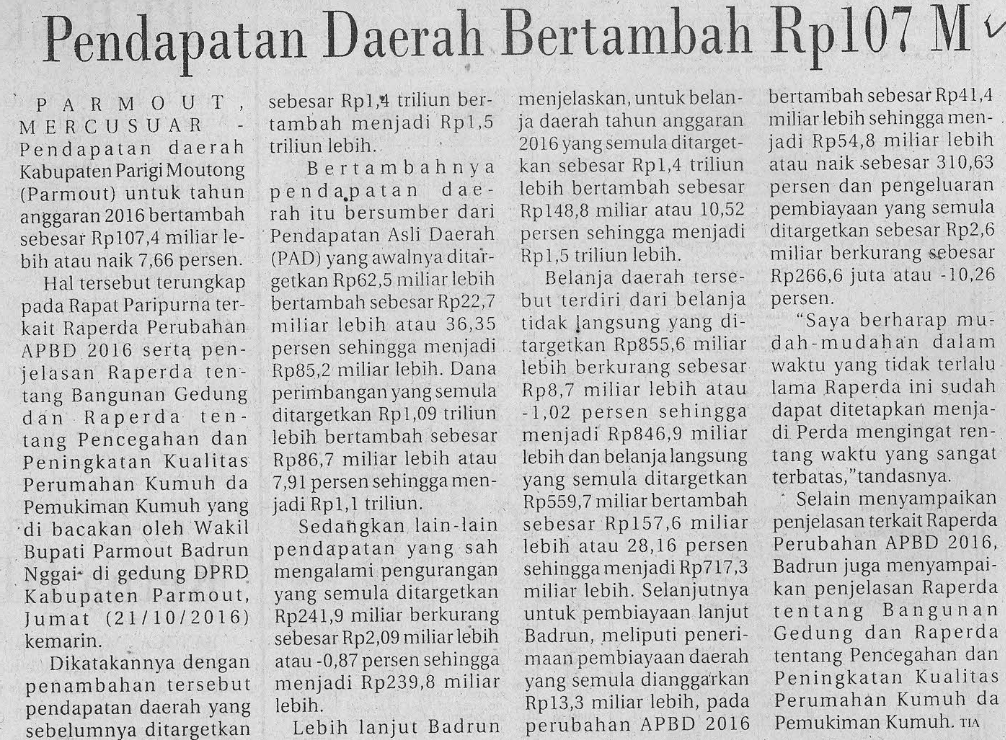 Pendapatan Daerah Bertambah Rp107 M
PARMOUT,
MERCUSUAR -
Pendapatan daerah
Kabupaten Parigi Moutong
(Parmout) untuk tahun
anggaran 2016 bertambah
sebesar Rp107,4 miliar le-
bih atau naik 7,66 persen.
Hal tersebut terungkap
pada Rapat Paripurna ter-
kait Raperda Perubahan
APBD 2016 serta pen-
jelasan Raperda ten-
tang Bangunan Gedung
dan Raperda ten-
tang Pencegahan dan
Peningkatan Kualitas
Perumahan Kumuh da
Pemukiman Kumuh yang
di bacakan oleh Wakil
Bupati Parmout Badrun
Nggai di gedung DPRD
Kabupaten Parmout,
Jumat (21/10/2016)
kemarin.
Dikatakannya dengan
penambahan tersebut
pendapatan daerah yang
sebelumnya ditargetkan
sebesar Rp1,4 triliun ber-
tambah menjadi Rp1,5
triliun lebih.
Bertambahnya
pendapatan dae-
rah itu bersumber dari
Pendapatan Asli Daerah
(PAD) yang awalnya ditar-
getkan Rp62,5 miliar lebih
bertambah sebesar Rp22,7
miliar lebih atau 36,35
persen sehingga menjadi
Rp85,2 miliar lebih. Dana
perimbangan yang semula
ditargetkan Rp1,09 triliun
lebih bertambah sebesar
Rp86,7 miliar lebih atau
7,91 persen sehingga men-
jadi Rp1,1 triliun.
Sedangkan lain-lain
pendapatan yang sah
mengalami pengurangan
yang semula ditargetkan
Rp241,9 miliar berkurang
sebesar Rp2,09 miliar lebih
atau -0,87 persen sehingga
menjadi Rp239,8 miliar
lebih.
Lebih lanjut Badrun
menjelaskan, untuk belan-
ja daerah tahun anggaran
2016 yang semula ditarget-
kan sebesar Rp1,4 triliun
lebih bertambah sebesar
Rp148,8 miliar atau 10,52
persen sehingga menjadi
Rp1,5 triliun lebih.
Belanja daerah terse-
but terdiri dari belanja
tidak langsung yang di-
targetkan Rp855,6 miliar
lebih berkurang sebesar
Rp8,7 miliar lebih atau
-1,02 persen sehingga
menjadi Rp846,9 miliar
lebih dan belanja langsung
yang semula ditargetkan
Rp559,7 miliar bertambah
sebesar Rp157,6 miliar
lebih atau 28,16 persen
sehingga menjadi Rp717,3
miliar lebih. Selanjutnya
untuk pembiayaan lanjut
Badrun, meliputi peneri-
maan pembiayaan daerah
yang semula dianggarkan
Rp13,3 miliar lebih, pada
perubahan APBD 2016
bertambah sebesar Rp41,4
miliar lebih sehingga men-
jadi Rp54,8 miliar lebih
atau naik sebesar 310,63
persen dan pengeluaran
pembiayaan yang semula
ditargetkan sebesar Rp2,6
miliar berkurang sebesar
Rp266,6 juta atau -10,26
persen.
"Saya berharap mu-
dah-mudahan dalam
waktu yang tidak terlalu
lama Raperda ini sudah
dapat ditetapkan menja-
di Perda mengingat ren-
tang waktu yang sangat
terbatas,"tandasnya.
Selain menyampaikan
penjelasan terkait Raperda
Perubahan APBD 2016,
Badrun juga menyampai-
kan penjelasan Raperda
tentang Bangunan
Gedung dan Raperda
tentang Pencegahan dan
Peningkatan Kualitas
Perumahan Kumuh da
Pemukiman Kumuh. TIA